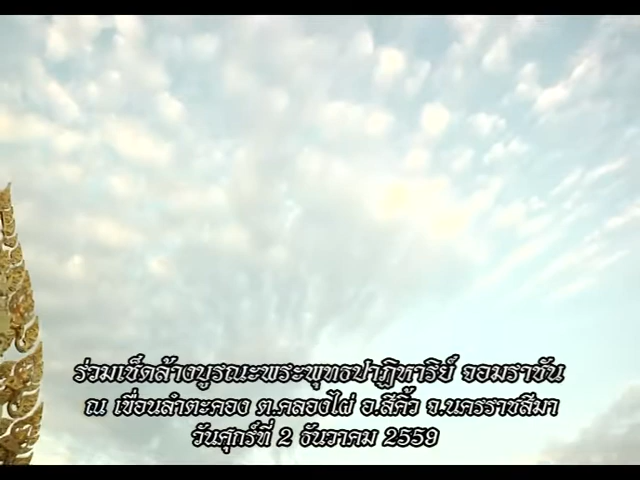 ร่วมเช็ดล้างบูรณะพระพุทธปาฏิหาริย์ จอมราชัน
ณ เขื่อนลำตะคอง ต.คลองไผ่ อ.สีคิ้ว จ.นครราชสีมา
วันศุกร์ที่ 2 ธันวาคม 2559